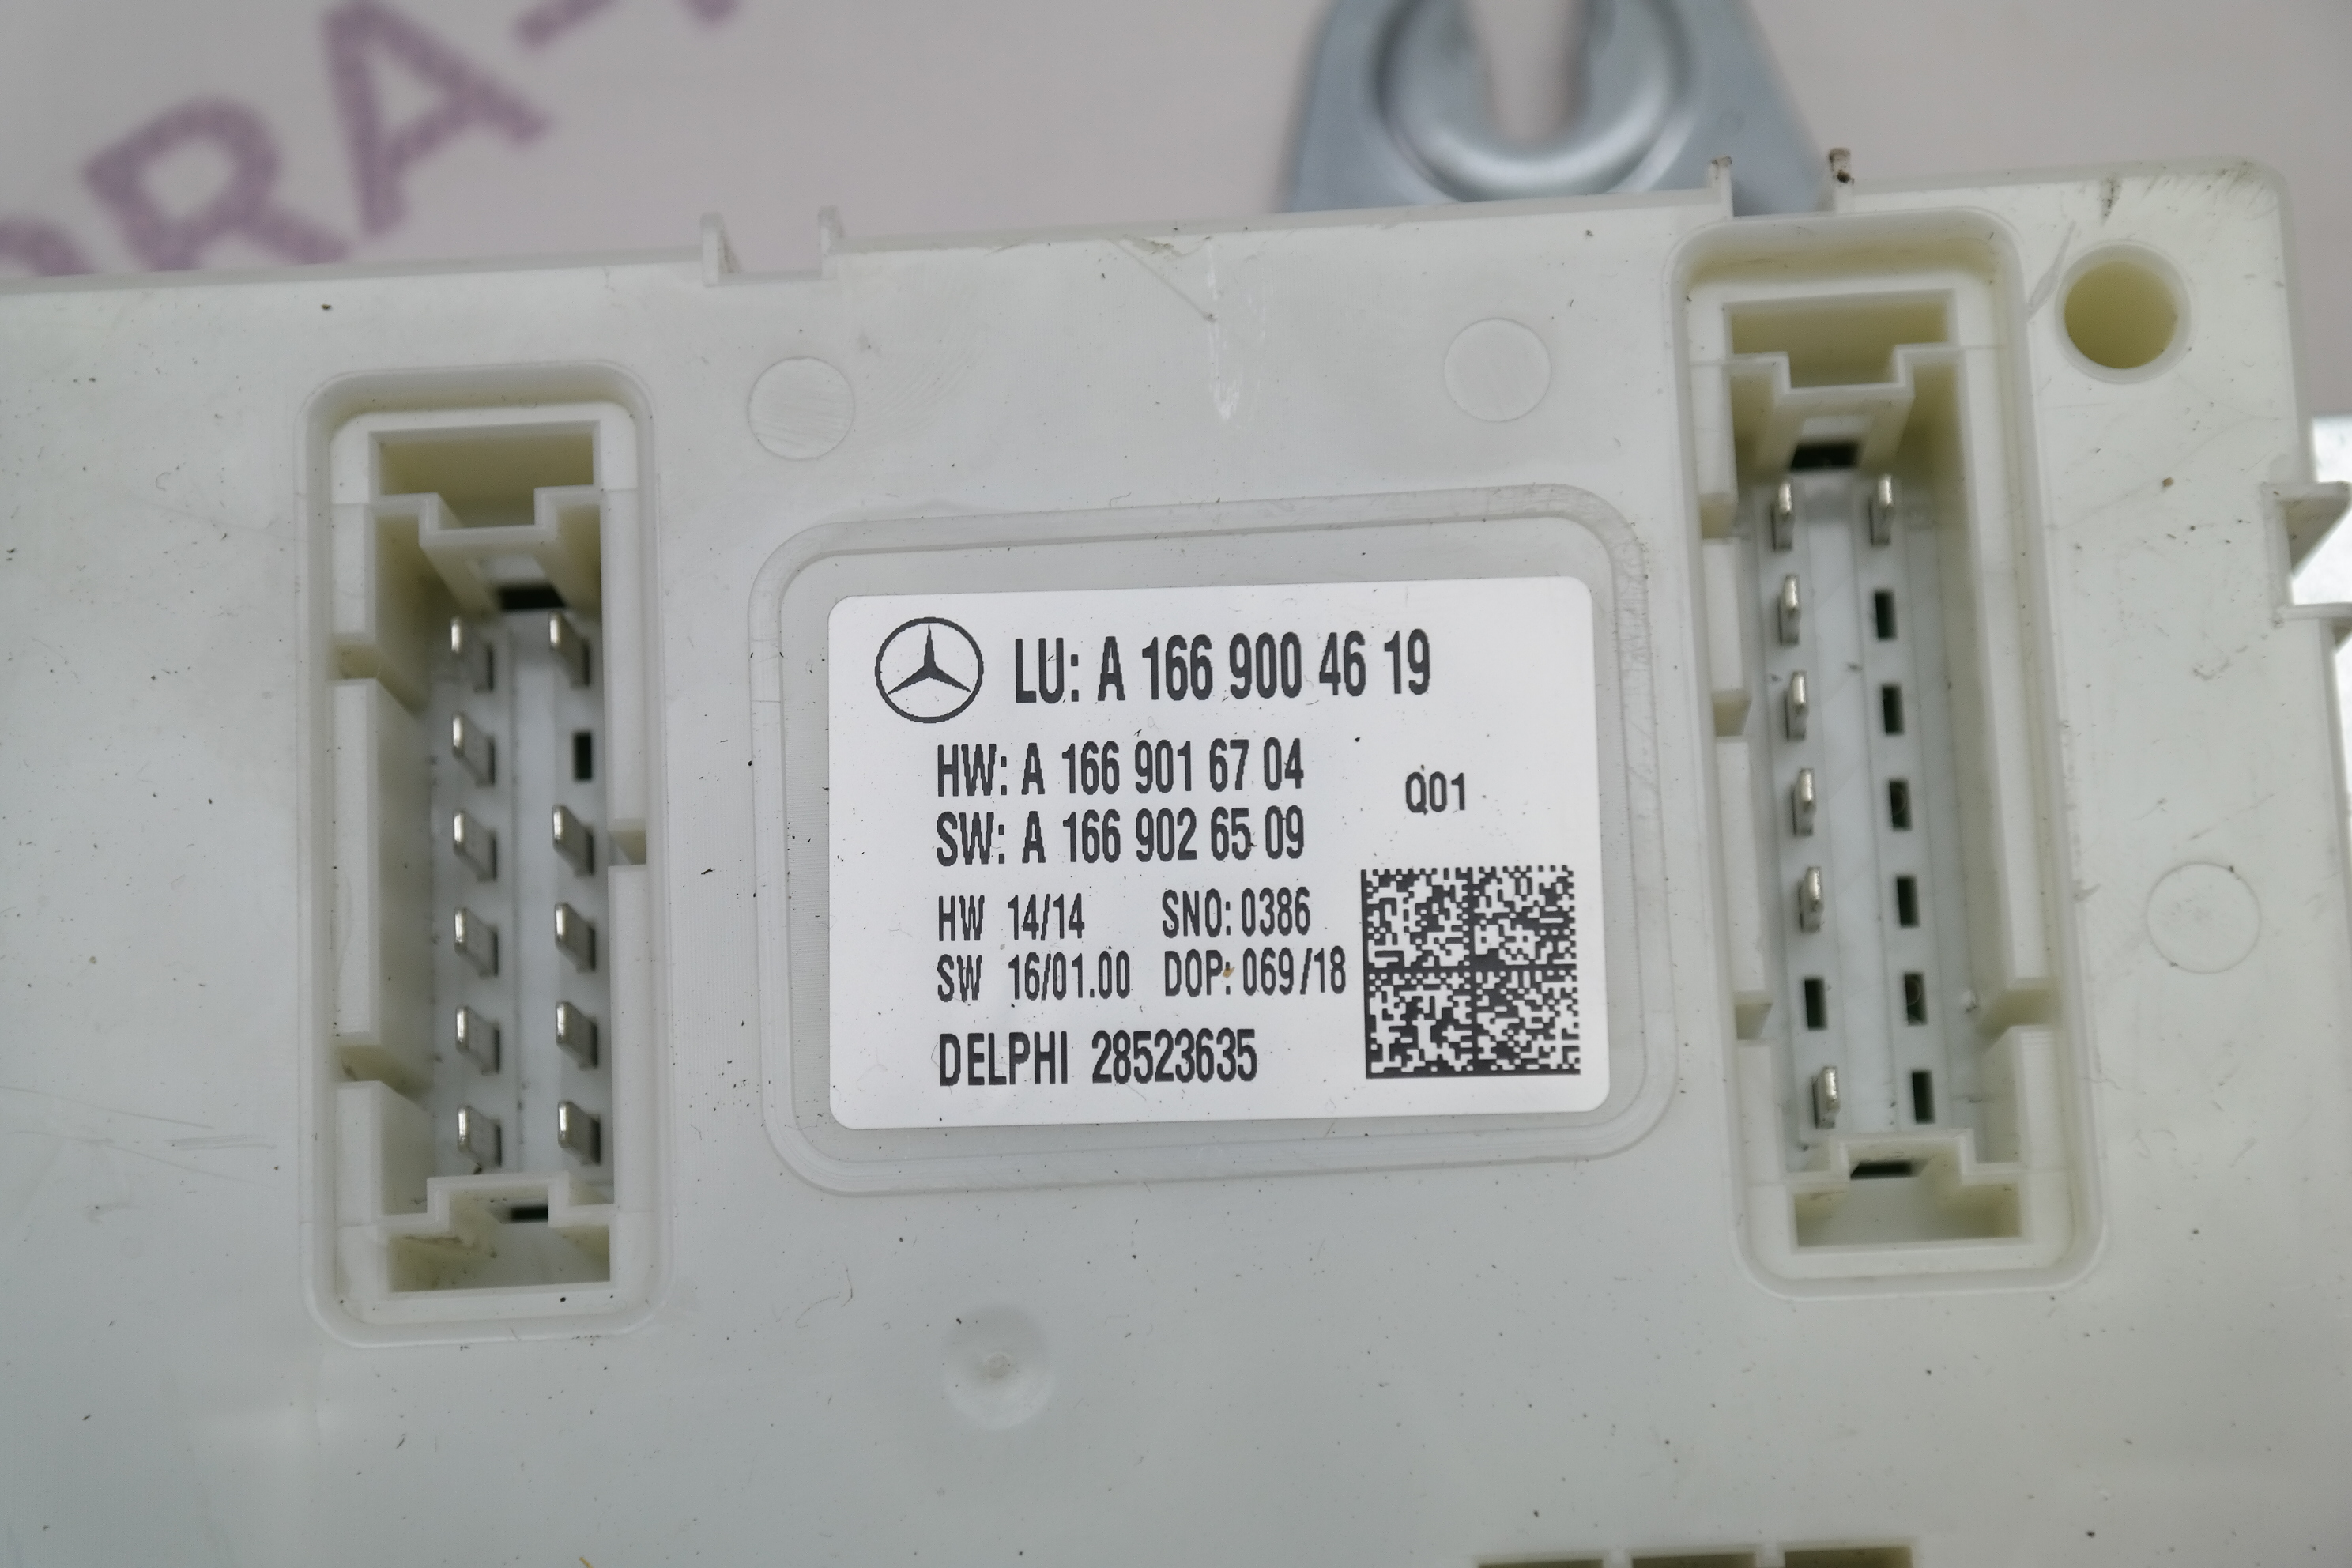 ORA-
LU: A 166 900 46 19
HW: A 166 901 67 04
SW: A 166 902 65 09
Q01
HW 14/14 SNO: 0386
SW 16/01.00 DOP: 069/18
DELPHI 28523635